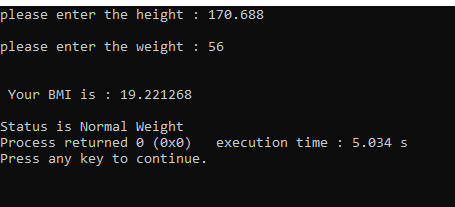 please enter the height : 170.688
please enter the weight : 56
Your BMI is : 19.221268
Status is Normal Weight
Process returned 0 (0x0)   execution time : 5.034 s
Press any key to continue.